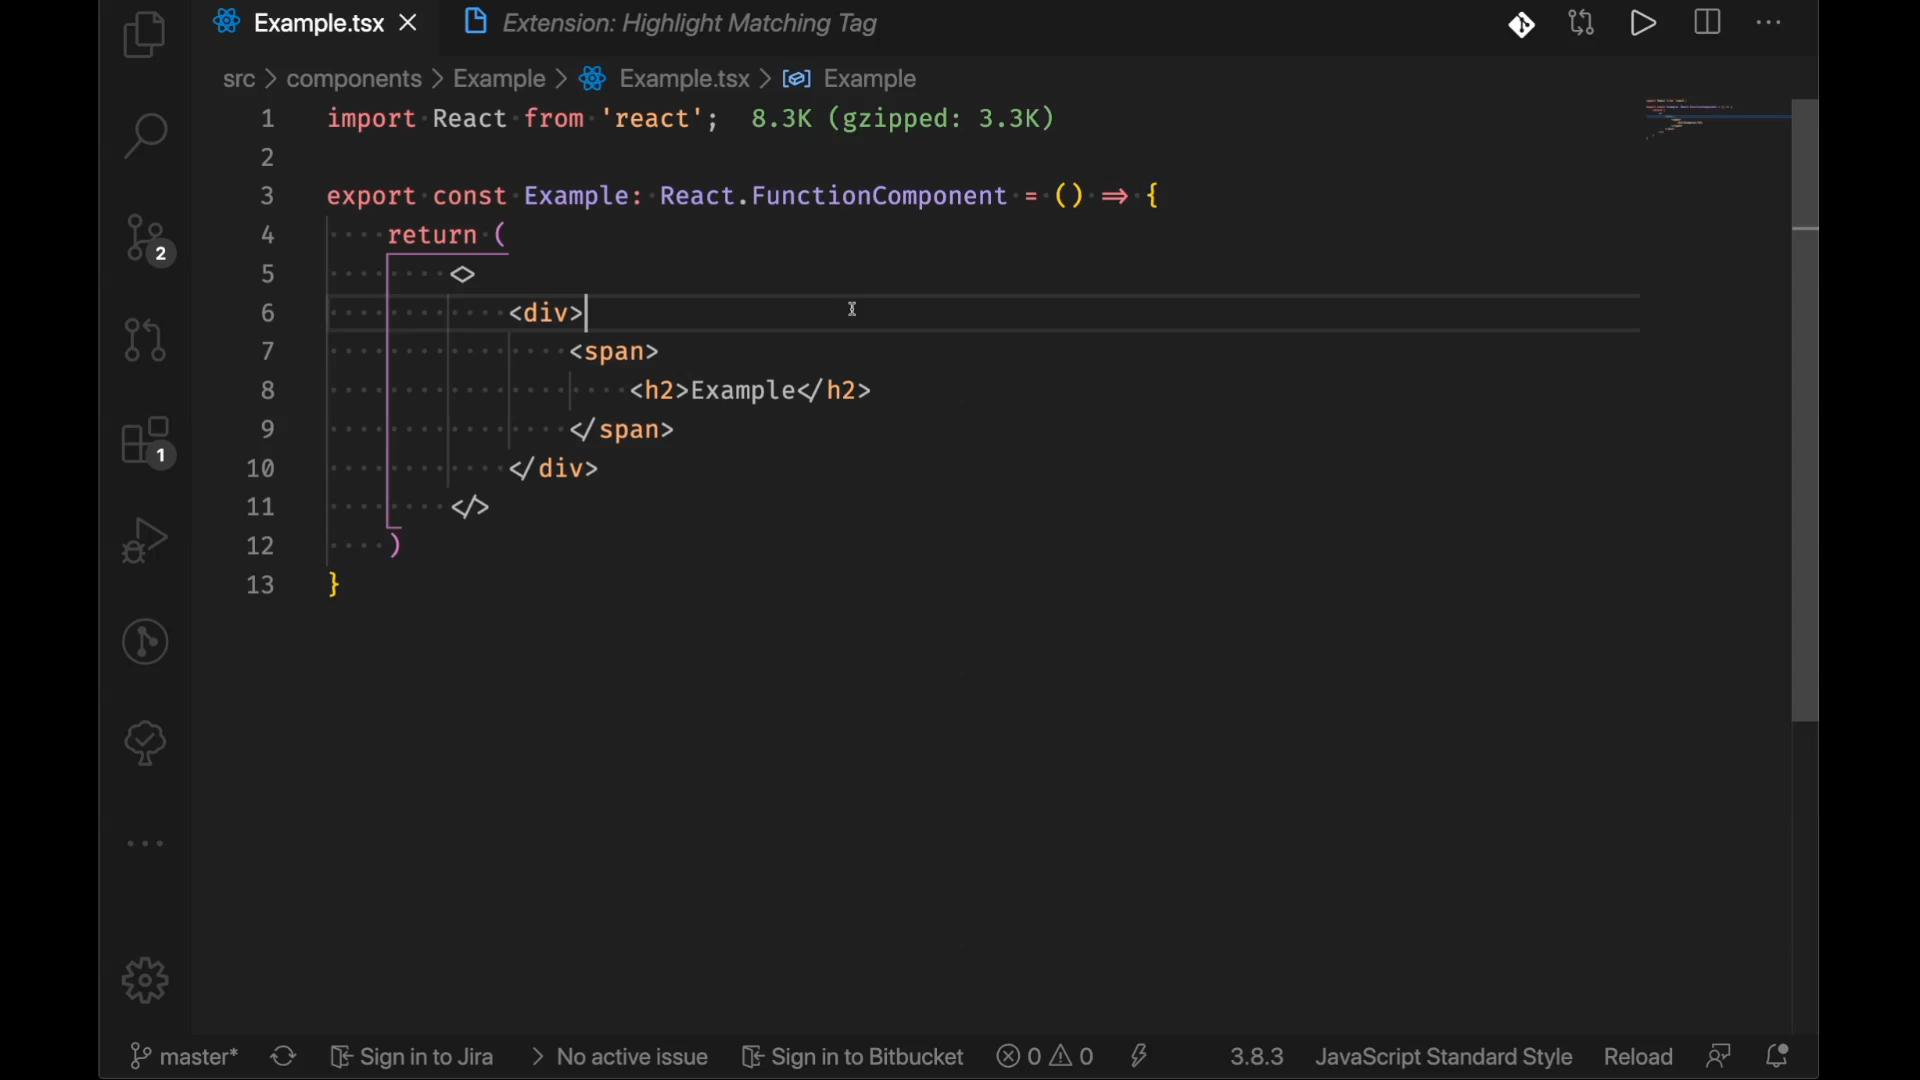 Example.tsx
Extension: Highlight Matching Tag
src > components > Example > Example.tsx > Example
1 import React from 'react'; 8.3K (gzipped: 3.3K)
2
3 export const Example: React.FunctionComponent = () => {
4 return (
5 <>
6 <div>
7 <span>
8 <h2>Example</h2>
9 </span>
10 </div>
11 </>
12 )
13 }
2
1
master* Sign in to Jira > No active issue Sign in to Bitbucket 0 0 3.8.3 JavaScript Standard Style Reload